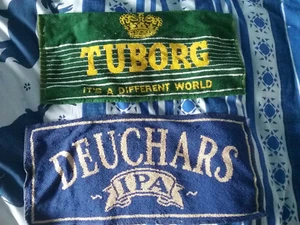 TUBORG
IT'S A DIFFERENT WORLD
DEUCHARS
IPA